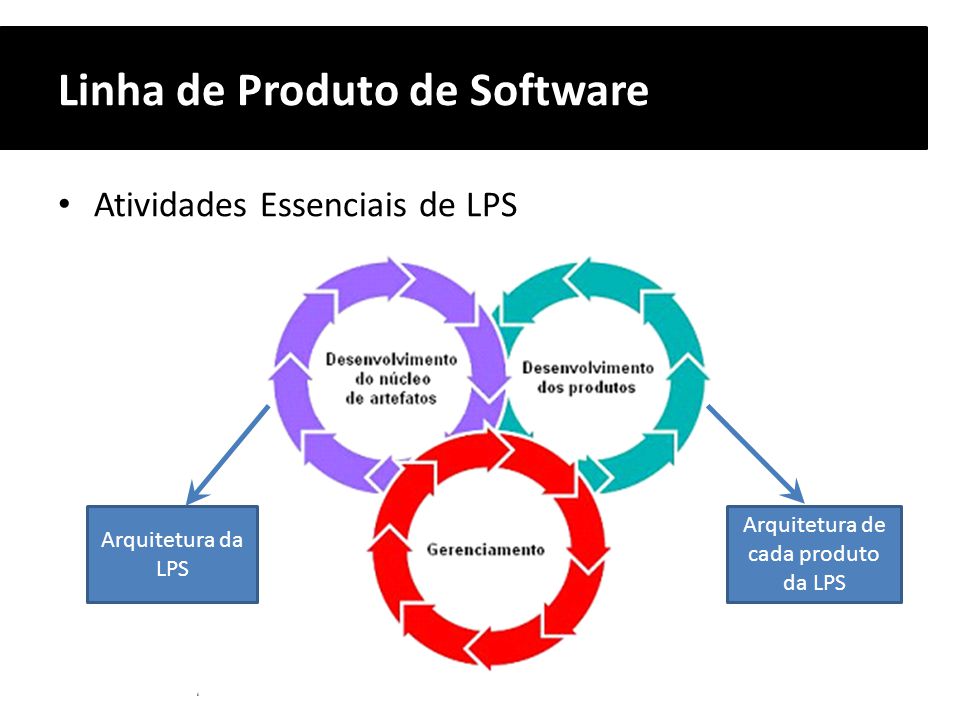 Linha de Produto de Software
• Atividades Essenciais de LPS
Desenvolvimento
do núcleo
de artefatos
Desenvolvimento
dos produtos
Gerenciamento
Arquitetura da
LPS
Arquitetura de
cada produto
da LPS